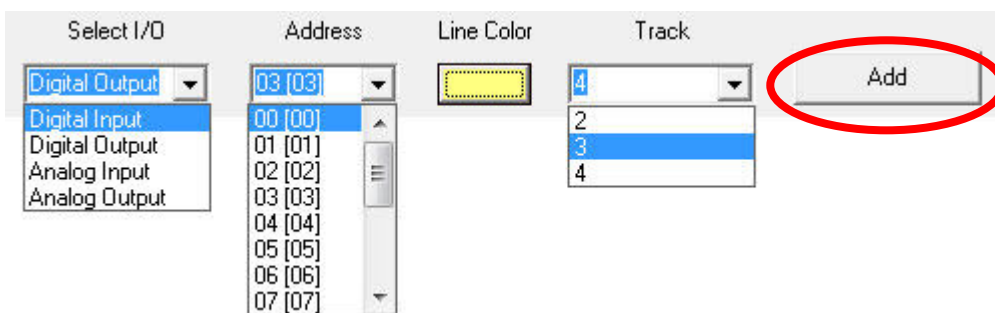 Select I/O Address Line Color Track
Digital Output 03 [03] 4 Add
Digital Input 00 [00] 2
Digital Output 01 [01] 3
Analog Input 02 [02] 4
Analog Output 03 [03]
04 [04]
05 [05]
06 [06]
07 [07]